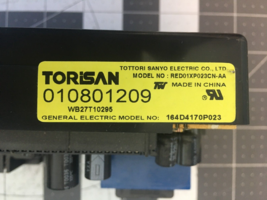 TOTTORI SANYO ELECTRIC CO., LTD.
TORiSAN
MODEL NO : RED01XP023CN-AA
MADE IN CHINA
010801209
WB27T10295
GENERAL ELECTRIC MODEL NO : 164D4170P023